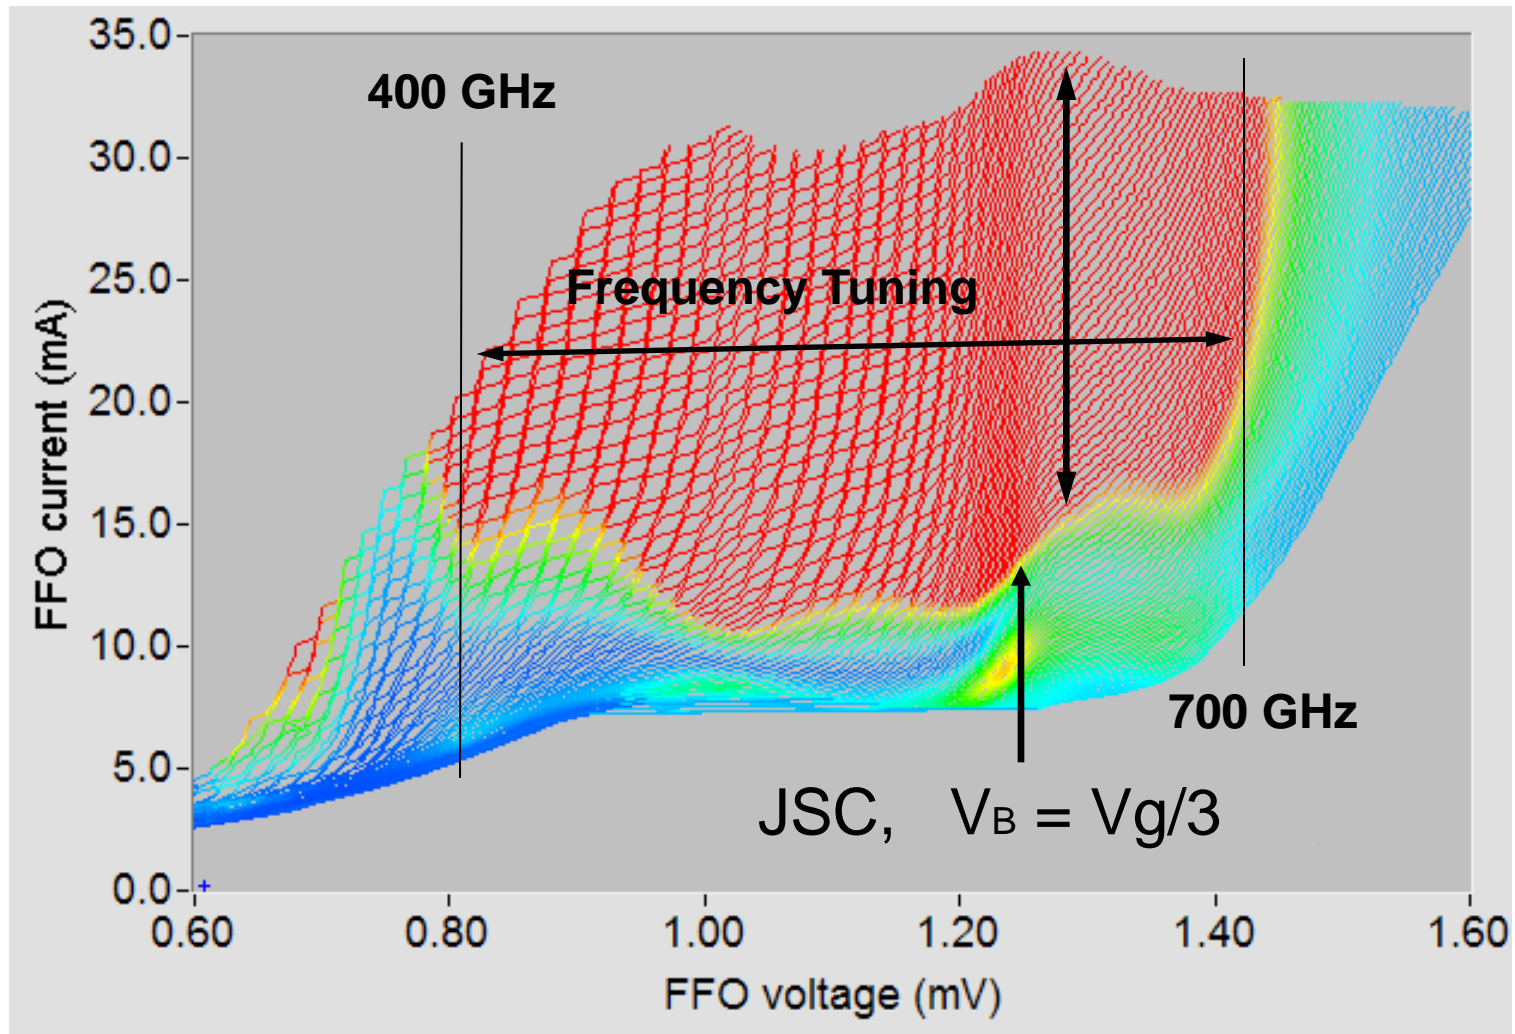 35.0
400 GHz
30.0
25.0
Frequency Tuning
FFO current (mA)
20.0
15.0
10.0
700 GHz
5.0
JSC, VB = Vg/3
0.0
0.60 0.80 1.00 1.20 1.40 1.60
FFO voltage (mV)